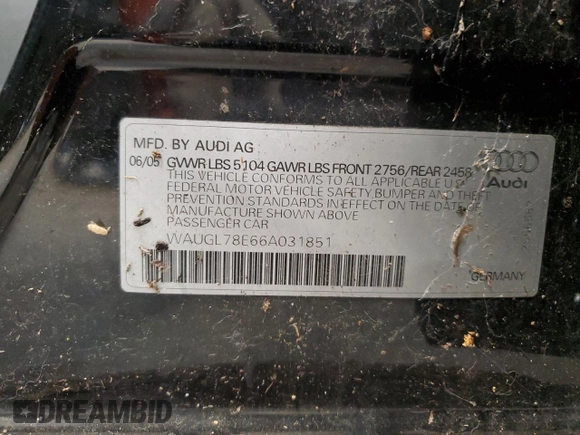 MFD. BY AUDI AG
06/05 GVWR LBS 5104 GAWR LBS FRONT 2756/REAR 2458
THIS VEHICLE CONFORMS TO ALL APPLICABLE
FEDERAL MOTOR VEHICLE SAFETY BUMPER AND THEFT
PREVENTION STANDARDS IN EFFECT ON THE DATE OF
MANUFACTURE SHOWN ABOVE
PASSENGER CAR
WAUGL78E66A031851
Audi
GERMANY
DREAMBID